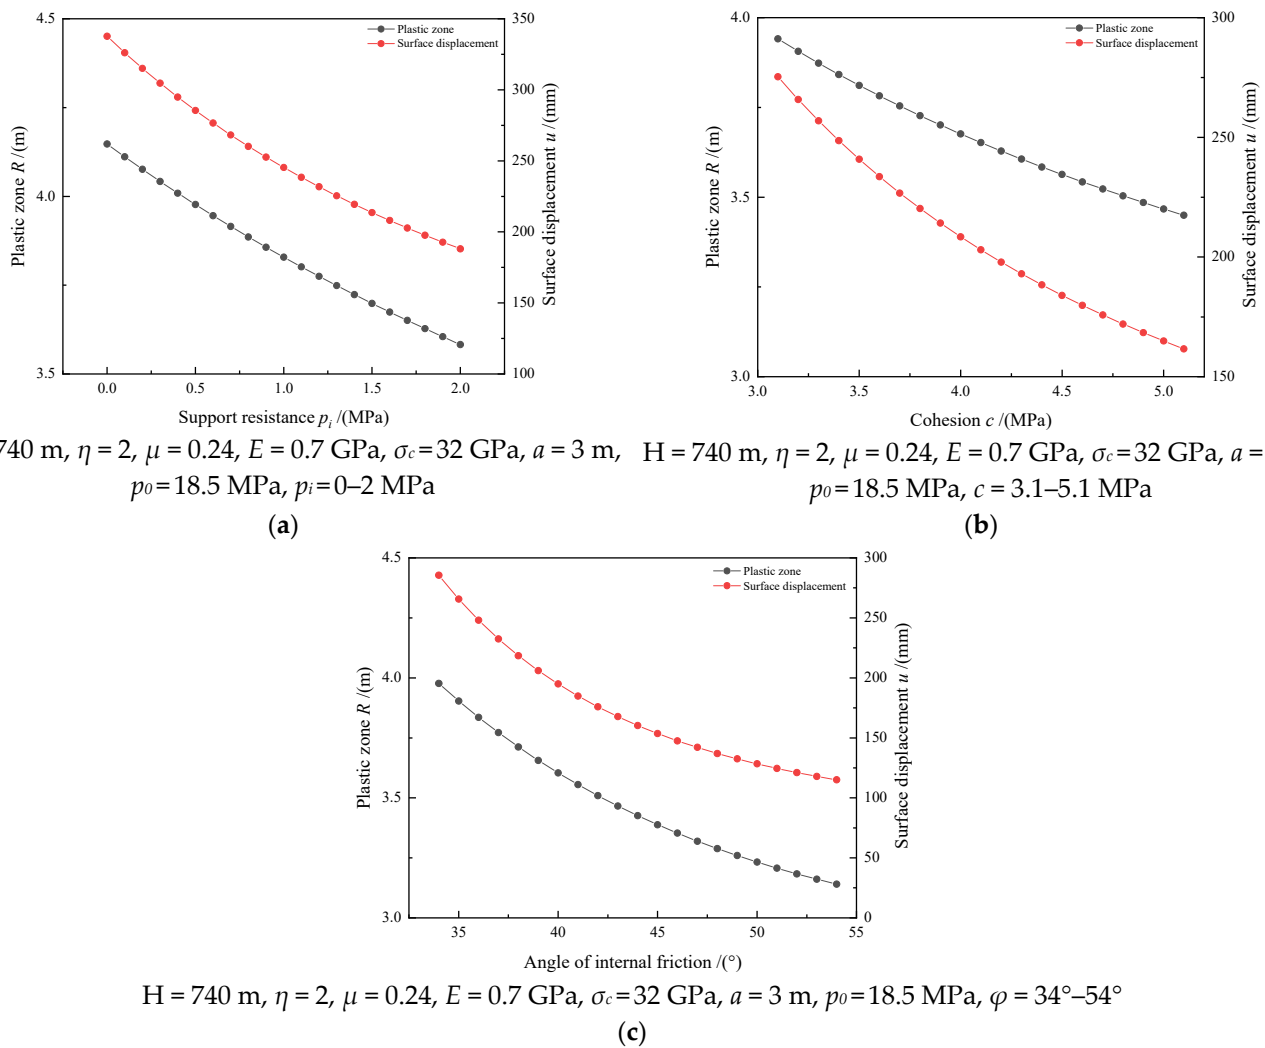 4.5
4.0
3.5
350
300
250
200
150
100
Plastic zone
Surface displacement
Plastic zone R /(m)
Surface displacement u /(mm)
0.0 0.5 1.0 1.5 2.0
Support resistance pᵢ /(MPa)
740 m, η = 2, μ = 0.24, E = 0.7 GPa, σc = 32 GPa, a = 3 m,
p0 = 18.5 MPa, pi = 0–2 MPa
(a)
4.0
3.5
3.0
300
250
200
150
Plastic zone
Surface displacement
Plastic zone R /(m)
Surface displacement u /(mm)
3.0 3.5 4.0 4.5 5.0
Cohesion c /(MPa)
H = 740 m, η = 2, μ = 0.24, E = 0.7 GPa, σc = 32 GPa, a =
p0 = 18.5 MPa, c = 3.1–5.1 MPa
(b)
4.5
4.0
3.5
3.0
300
250
200
150
100
50
0
Plastic zone
Surface displacement
Plastic zone R /(m)
Surface displacement u /(mm)
35 40 45 50 55
Angle of internal friction /(°)
H = 740 m, η = 2, μ = 0.24, E = 0.7 GPa, σc = 32 GPa, a = 3 m, p0 = 18.5 MPa, φ = 34°–54°
(c)